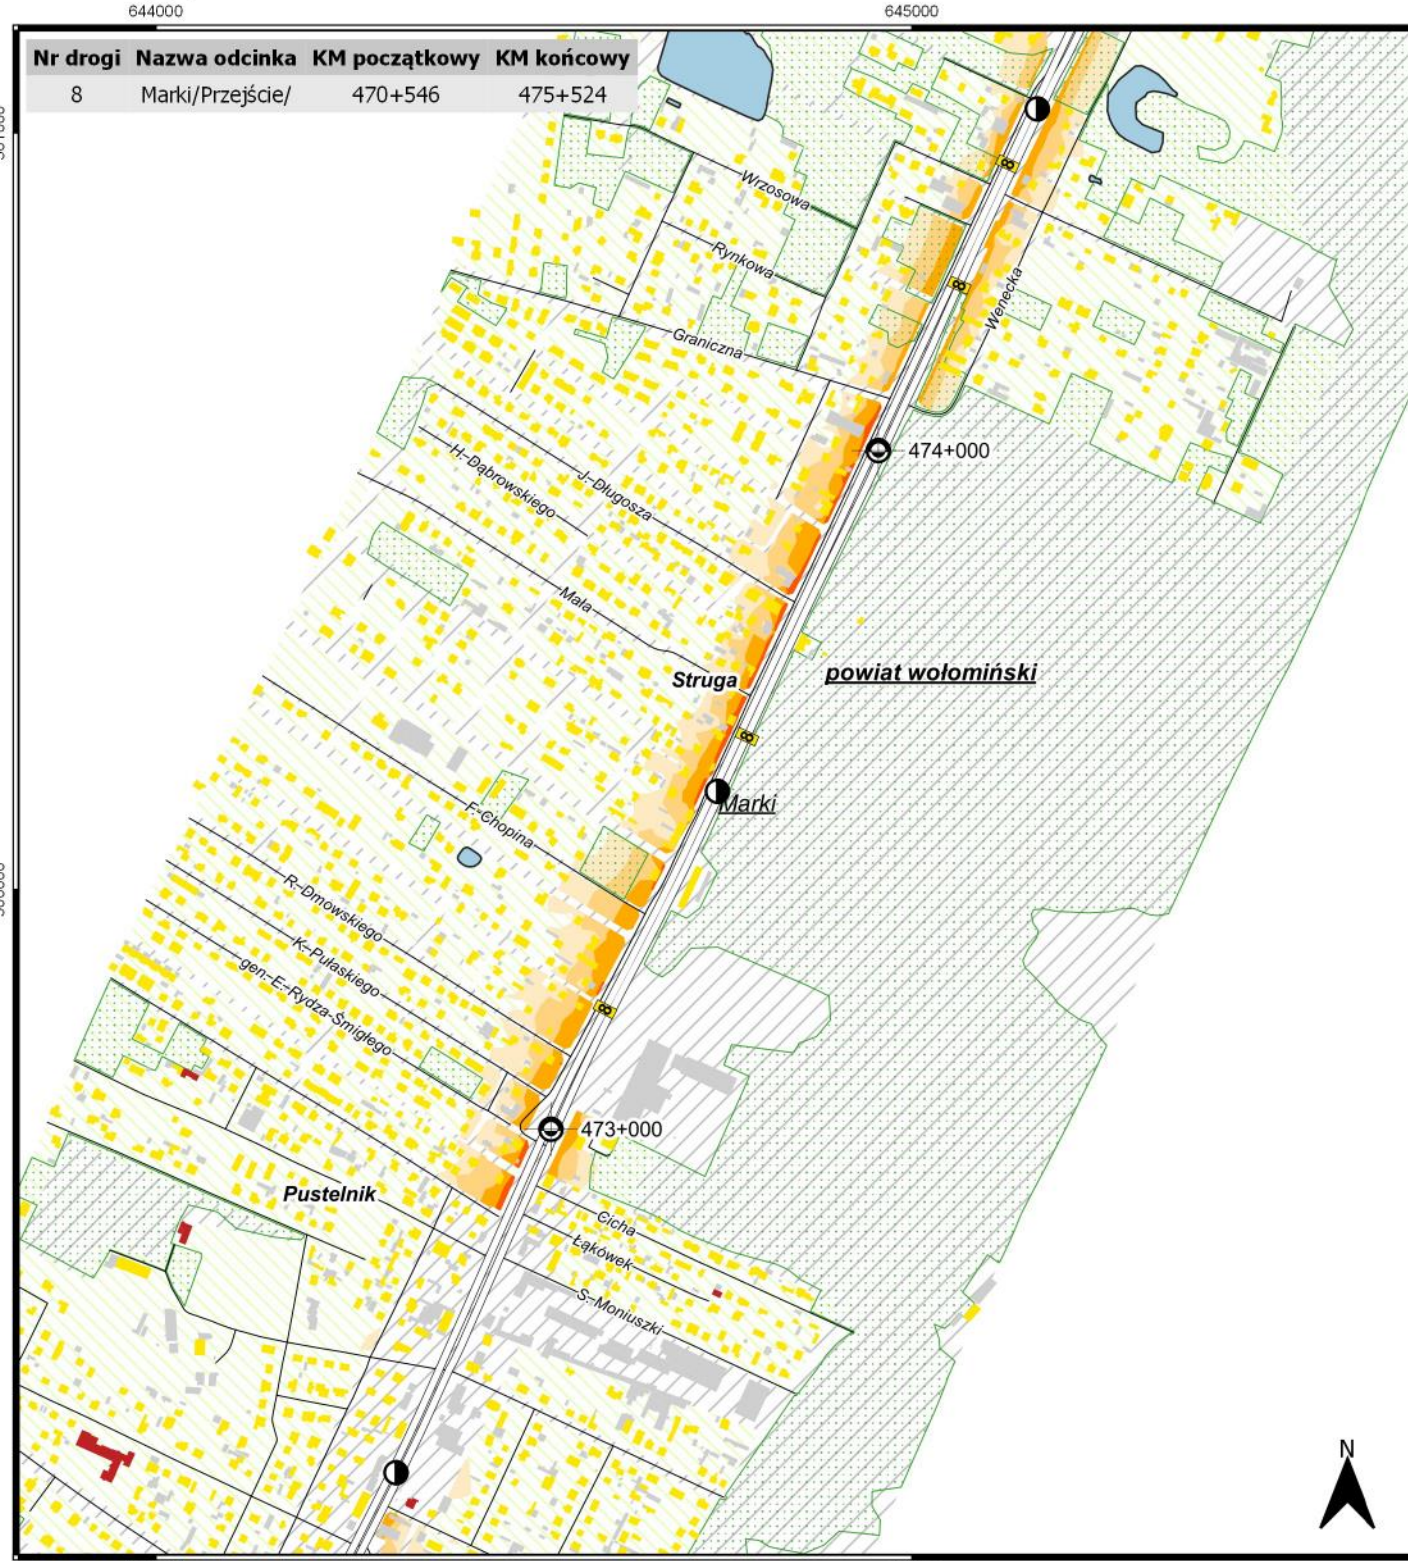 644000
645000
Nr drogi Nazwa odcinka KM początkowy KM końcowy
8 Marki/Przejście/ 470+546 475+524
8
Wrzosowa
Rynkowa
8
Wenecka
Graniczna
474+000
J. Długosza
H. Dąbrowskiego
Mała
Struga
powiat wołomiński
8
Marki
F. Chopina
R. Dmowskiego
K. Pułaskiego
gen. E. Rydza-Śmigłego
8
473+000
Pustelnik
Cicha
Łąkówek
S. Moniuszki
N